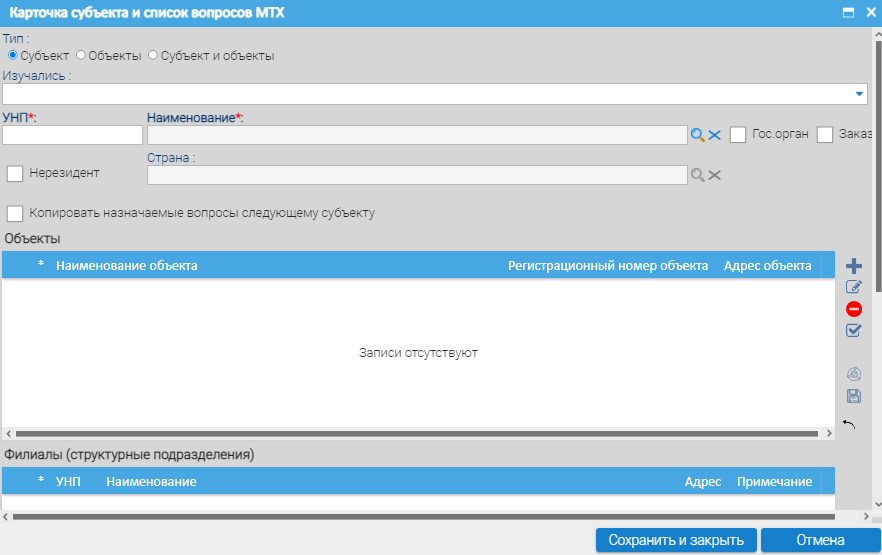 Карточка субъекта и список вопросов МТХ
Тип :
Субъект Объекты Субъект и объекты
Изучались :
УНП*: Наименование*:
Гос.орган Заказ
Страна :
Нерезидент
Копировать назначаемые вопросы следующему субъекту
Объекты
* Наименование объекта Регистрационный номер объекта Адрес объекта
Записи отсутствуют
Филиалы (структурные подразделения)
* УНП Наименование Адрес Примечание
Сохранить и закрыть Отмена